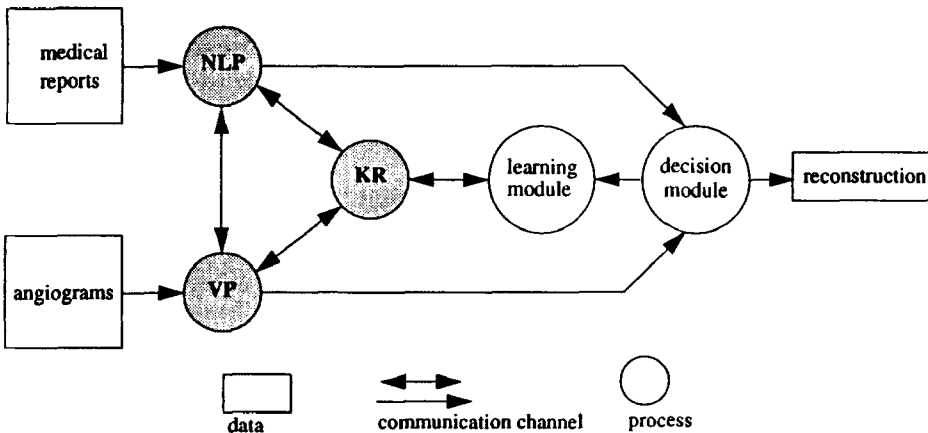 medical
reports
NLP
KR
learning
module
decision
module
reconstruction
angiograms
VP
data
communication channel
process